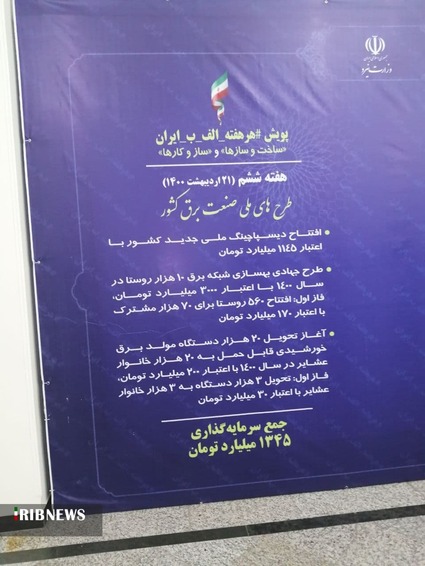 جمهوری اسلامی ایران
وزارت نیرو
پویش #هرهفته_الف_ب_ایران
«ساخت و سازها» و «ساز و کارها»
هفته ششم (۲۱ اردیبهشت ۱۴۰۰)
طرح های ملی صنعت برق کشور
افتتاح دیسپاچینگ ملی جدید کشور با
اعتبار ۱۱۴۵ میلیارد تومان
طرح جهادی بهسازی شبکه برق ۱۰ هزار روستا در
سال ۱۴۰۰ با اعتبار ۳۰۰۰ میلیارد تومان،
فاز اول: افتتاح ۵۶۰ روستا برای ۷۰ هزار مشترک
با اعتبار ۱۷۰ میلیارد تومان
آغاز تحویل ۲۰ هزار دستگاه مولد برق
خورشیدی قابل حمل به ۲۰ هزار خانوار
عشایر در سال ۱۴۰۰ با اعتبار ۲۰۰ میلیارد تومان،
فاز اول: تحویل ۳ هزار دستگاه به ۳ هزار خانوار
عشایر با اعتبار ۳۰ میلیارد تومان
جمع سرمایه‌گذاری
۱۳۴۵ میلیارد تومان
IRIBNEWS